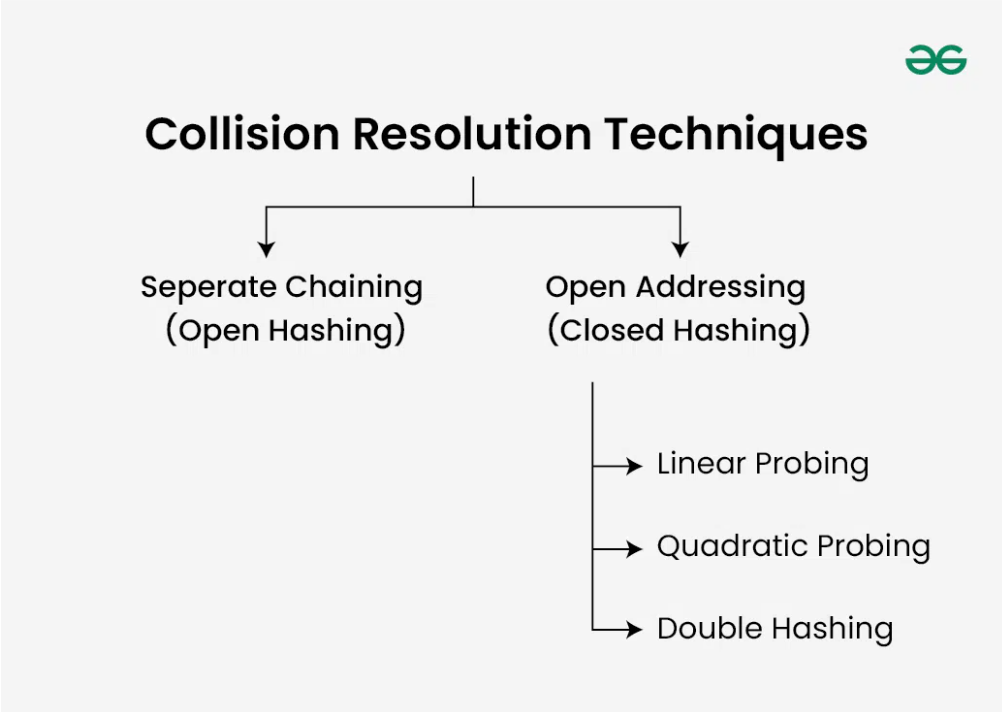 Collision Resolution Techniques
Seperate Chaining
(Open Hashing)
Open Addressing
(Closed Hashing)
Linear Probing
Quadratic Probing
Double Hashing